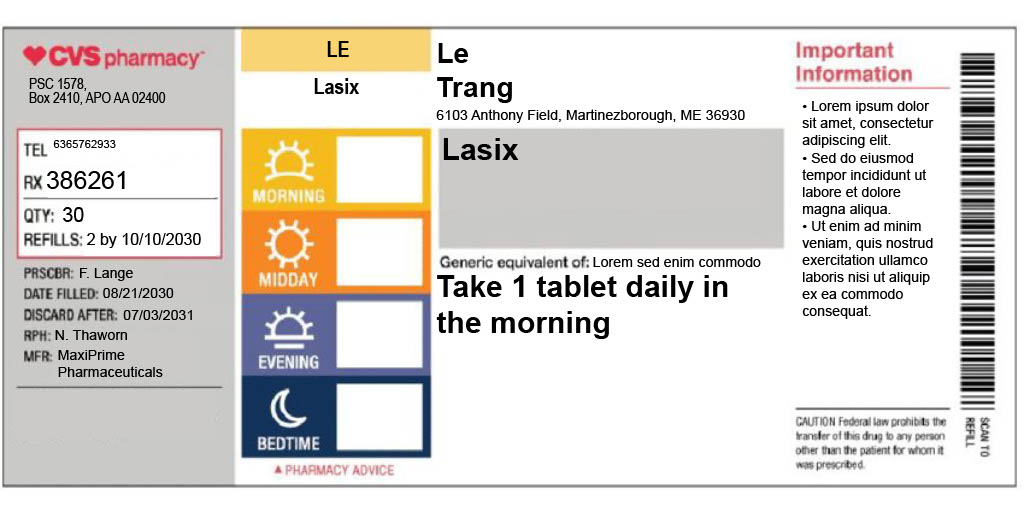 CVS pharmacy
PSC 1578,
Box 2410, APO AA 02400
TEL 6365762933
RX 386261
QTY: 30
REFILLS: 2 by 10/10/2030
PRSCBR: F. Lange
DATE FILLED: 08/21/2030
DISCARD AFTER: 07/03/2031
RPH: N. Thaworn
MFR: MaxiPrime
Pharmaceuticals
LE
Lasix
MORNING
MIDDAY
EVENING
BEDTIME
▲ PHARMACY ADVICE
Le
Trang
6103 Anthony Field, Martinezborough, ME 36930
Lasix
Generic equivalent of: Lorem sed enim commodo
Take 1 tablet daily in
the morning
Important
Information
• Lorem ipsum dolor
sit amet, consectetur
adipiscing elit.
• Sed do eiusmod
tempor incididunt ut
labore et dolore
magna aliqua.
• Ut enim ad minim
veniam, quis nostrud
exercitation ullamco
laboris nisi ut aliquip
ex ea commodo
consequat.
CAUTION Federal law prohibits the
transfer of this drug to any person
other than the patient for whom it
was prescribed.
SCAN TO
REFILL